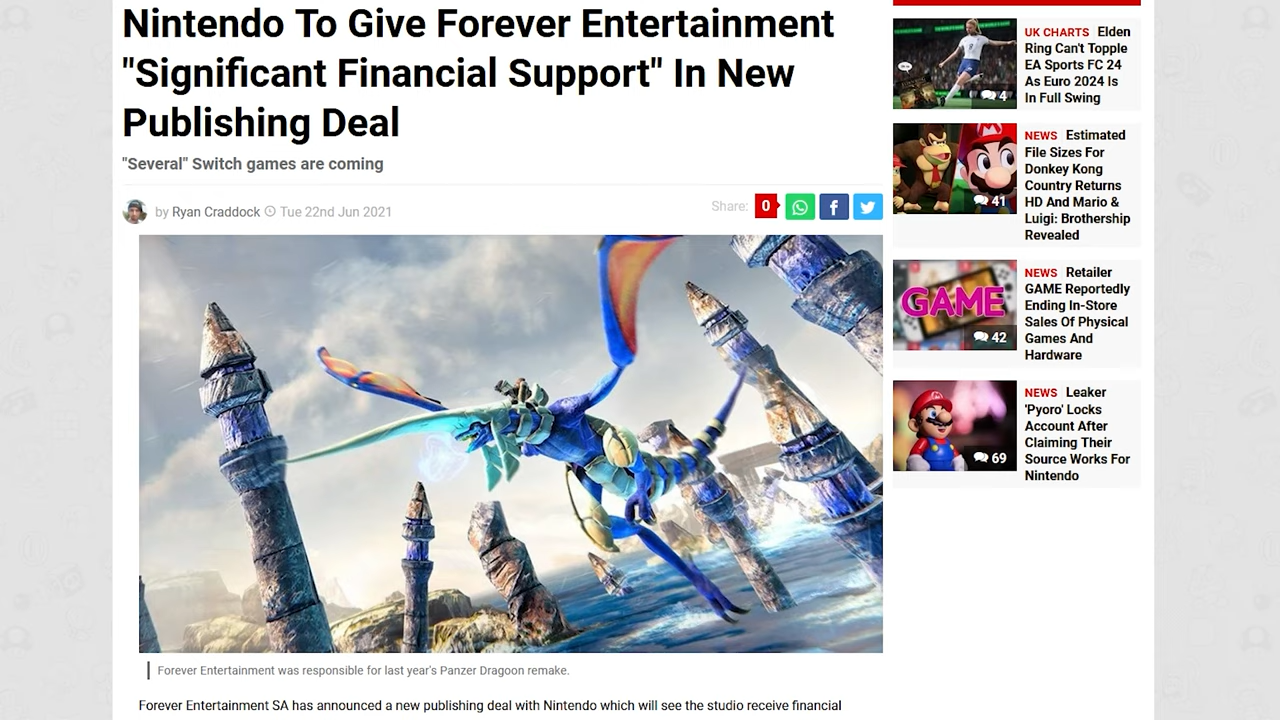 Nintendo To Give Forever Entertainment
"Significant Financial Support" In New
Publishing Deal
"Several" Switch games are coming
by Ryan Craddock Tue 22nd Jun 2021
Share: 0
Forever Entertainment was responsible for last year's Panzer Dragoon remake.
Forever Entertainment SA has announced a new publishing deal with Nintendo which will see the studio receive financial
4
UK CHARTS Elden
Ring Can't Topple
EA Sports FC 24
As Euro 2024 Is
In Full Swing
41
NEWS Estimated
File Sizes For
Donkey Kong
Country Returns
HD And Mario &
Luigi: Brothership
Revealed
GAME
42
NEWS Retailer
GAME Reportedly
Ending In-Store
Sales Of Physical
Games And
Hardware
69
NEWS Leaker
'Pyoro' Locks
Account After
Claiming Their
Source Works For
Nintendo